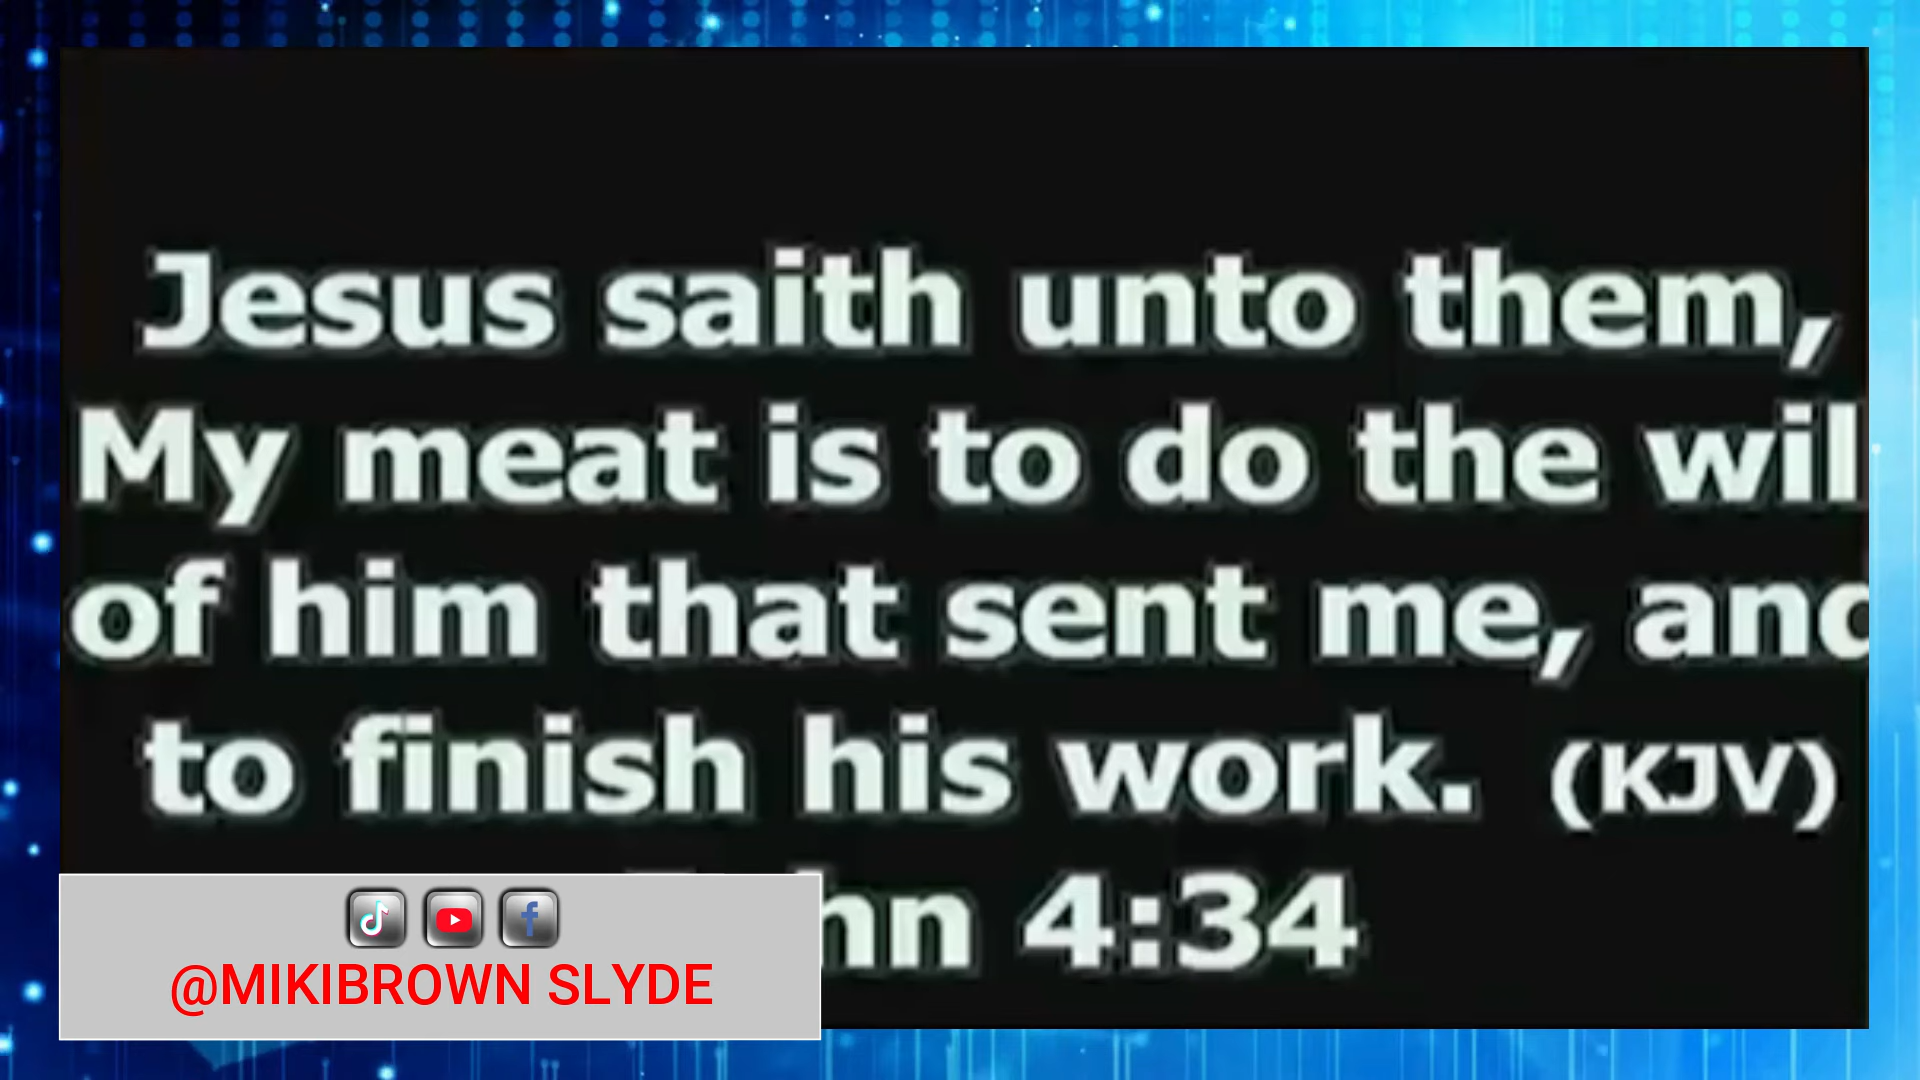 Jesus saith unto them,
My meat is to do the wil
of him that sent me, and
to finish his work. (KJV)
hn 4:34
@MIKIBROWN SLYDE